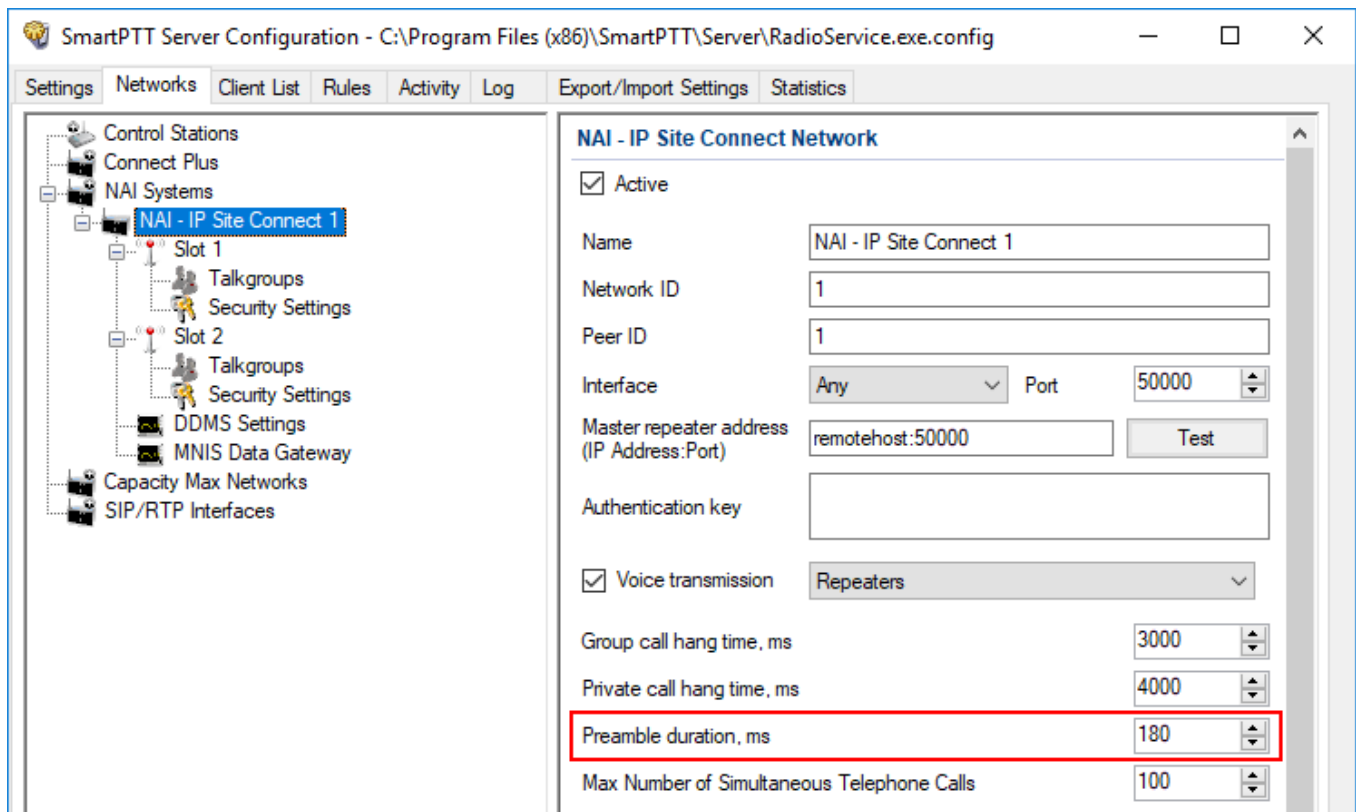 SmartPTT Server Configuration - C:\Program Files (x86)\SmartPTT\Server\RadioService.exe.config
Settings Networks Client List Rules Activity Log Export/Import Settings Statistics
Control Stations
Connect Plus
NAI Systems
NAI - IP Site Connect 1
Slot 1
Talkgroups
Security Settings
Slot 2
Talkgroups
Security Settings
DDMS Settings
MNIS Data Gateway
Capacity Max Networks
SIP/RTP Interfaces
NAI - IP Site Connect Network
Active
Name NAI - IP Site Connect 1
Network ID 1
Peer ID 1
Interface Any Port 50000
Master repeater address
(IP Address:Port) remotehost:50000 Test
Authentication key
Voice transmission Repeaters
Group call hang time, ms 3000
Private call hang time, ms 4000
Preamble duration, ms 180
Max Number of Simultaneous Telephone Calls 100